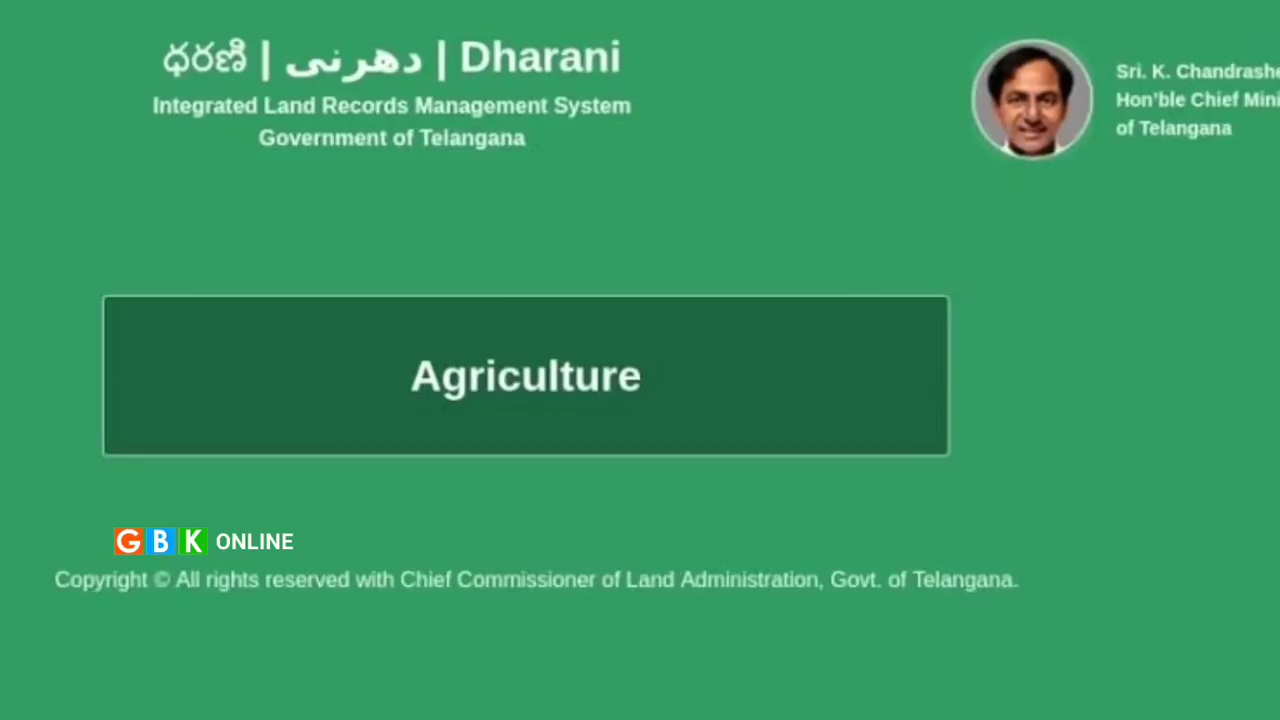 ధరణి | دهرنی | Dharani
Integrated Land Records Management System
Government of Telangana
Sri. K. Chandrashe
Hon'ble Chief Mini
of Telangana
Agriculture
GBK ONLINE
Copyright © All rights reserved with Chief Commissioner of Land Administration, Govt. of Telangana.